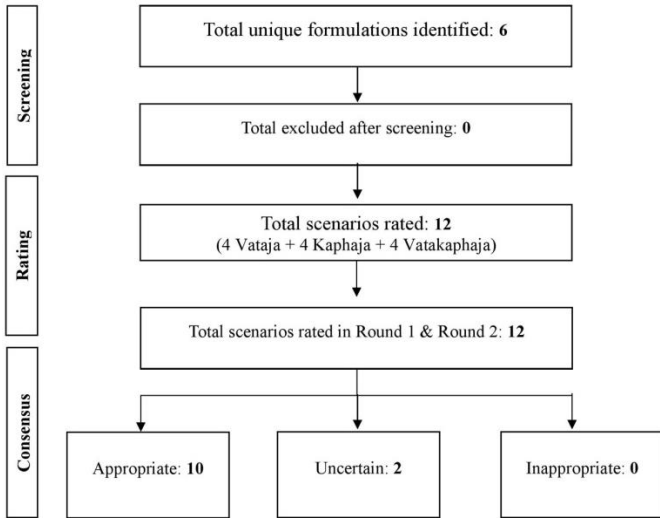 Screening
Total unique formulations identified: 6
Total excluded after screening: 0
Rating
Total scenarios rated: 12
(4 Vataja + 4 Kaphaja + 4 Vatakaphaja)
Total scenarios rated in Round 1 & Round 2: 12
Consensus
Appropriate: 10
Uncertain: 2
Inappropriate: 0